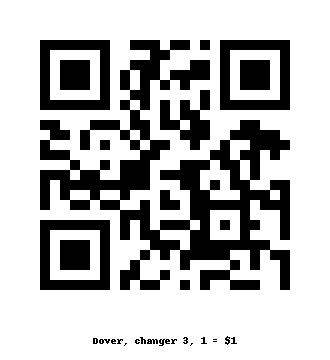 Dover, changer 3, 1 = $1